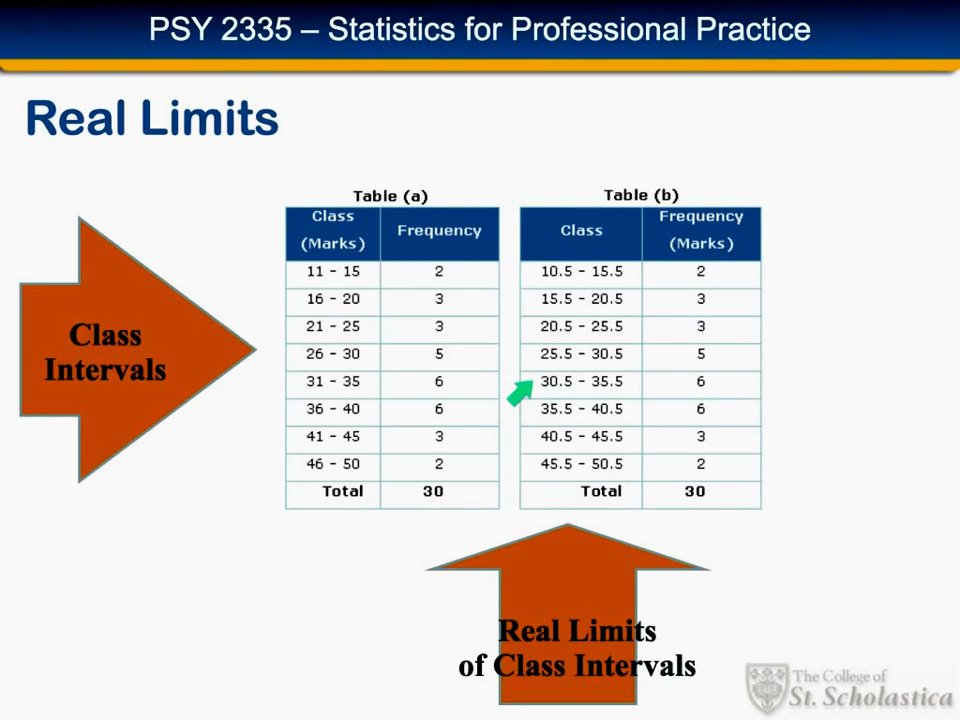 PSY 2335 – Statistics for Professional Practice
Real Limits
Class
Intervals
Table (a)
Class
(Marks)
Frequency
11 – 15 2
16 – 20 3
21 – 25 3
26 – 30 5
31 – 35 6
36 – 40 6
41 – 45 3
46 – 50 2
Total 30
Table (b)
Class
Frequency
(Marks)
10.5 – 15.5 2
15.5 – 20.5 3
20.5 – 25.5 3
25.5 – 30.5 5
30.5 – 35.5 6
35.5 – 40.5 6
40.5 – 45.5 3
45.5 – 50.5 2
Total 30
Real Limits
of Class Intervals
The College of
St. Scholastica